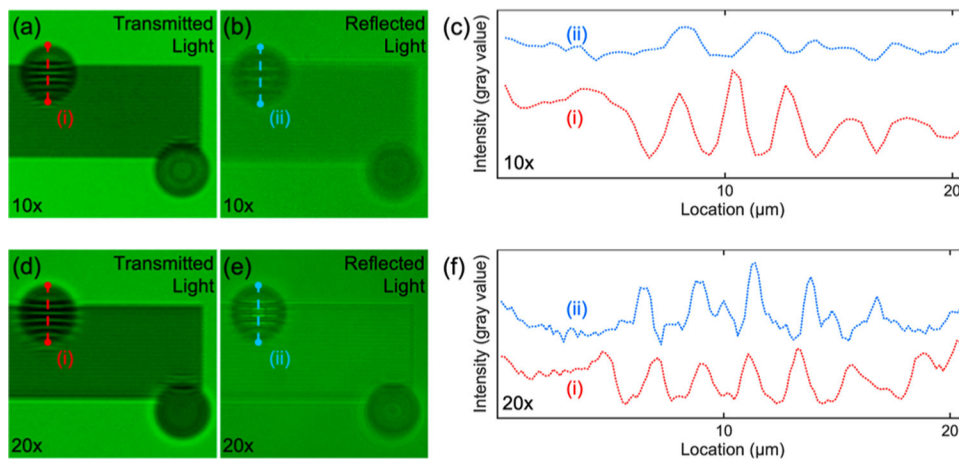 (a)
Transmitted
Light
(i)
10x
(b)
Reflected
Light
(ii)
10x
(c)
Intensity (gray value)
(ii)
(i)
10x
10
20
Location (µm)
(d)
Transmitted
Light
(i)
20x
(e)
Reflected
Light
(ii)
20x
(f)
Intensity (gray value)
(ii)
(i)
20x
10
20
Location (µm)